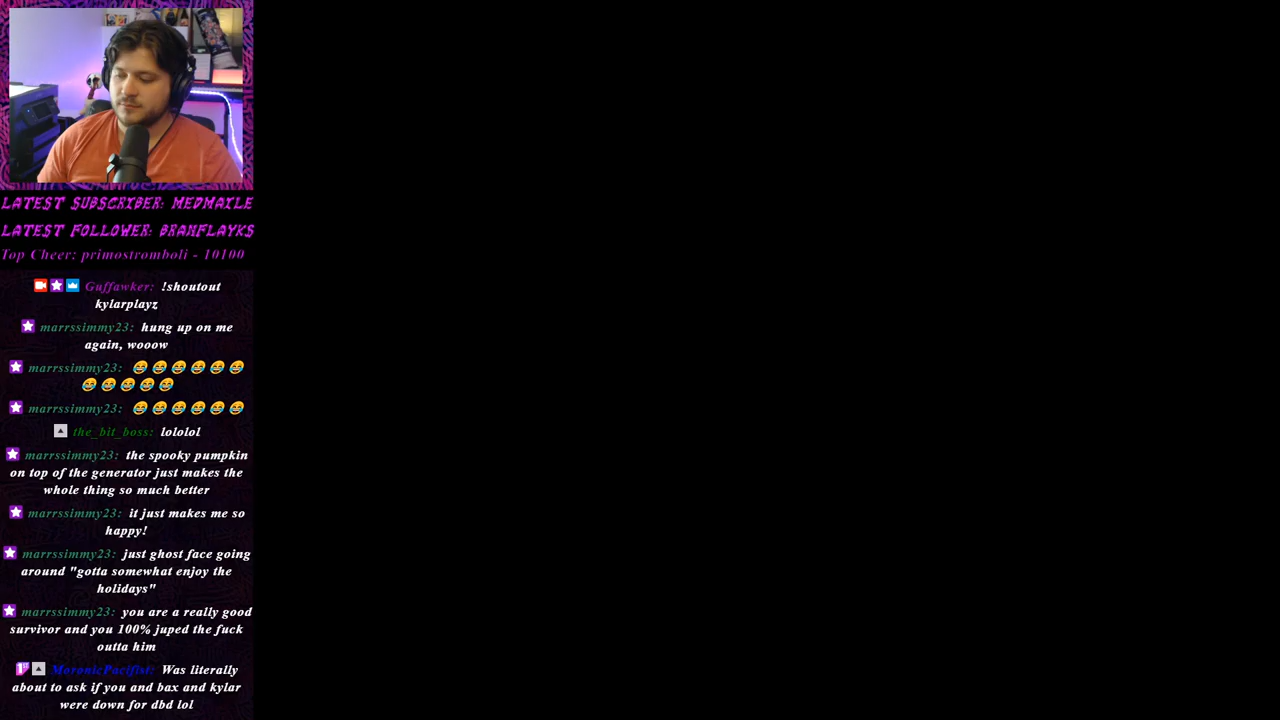 LATEST SUBSCRIBER: MEDMAILE
LATEST FOLLOWER: BRANFLAYKS
Top Cheer: primostromboli - 10100
Guffawker: !shoutout
kylarplayz
marrssimmy23: hung up on me
again, wooow
marrssimmy23: 😂 😂 😂 😂 😂 😂
😂 😂 😂 😂 😂
marrssimmy23: 😂 😂 😂 😂 😂 😂
the_bit_boss: lololol
marrssimmy23: the spooky pumpkin
on top of the generator just makes the
whole thing so much better
marrssimmy23: it just makes me so
happy!
marrssimmy23: just ghost face going
around "gotta somewhat enjoy the
holidays"
marrssimmy23: you are a really good
survivor and you 100% juped the fuck
outta him
MoronicPacifist: Was literally
about to ask if you and bax and kylar
were down for dbd lol